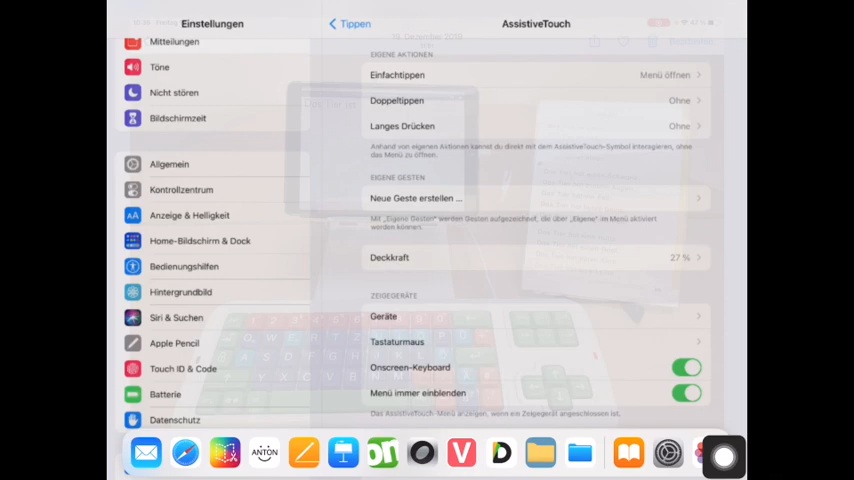 Einstellungen
Tippen
AssistiveTouch
19. Dezember 2019
Mitteilungen
Töne
Nicht stören
Bildschirmzeit
Allgemein
Kontrollzentrum
Anzeige & Helligkeit
Home-Bildschirm & Dock
Bedienungshilfen
Hintergrundbild
Siri & Suchen
Apple Pencil
Touch ID & Code
Batterie
Datenschutz
EIGENE AKTIONEN
Einfachtippen Menü öffnen
Doppeltippen Ohne
Langes Drücken Ohne
Anhand von eigenen Aktionen kannst du direkt mit dem AssistiveTouch-Symbol interagieren, ohne
das Menü zu öffnen.
EIGENE GESTEN
Neue Geste erstellen ...
Mit „Eigene Gesten" werden Gesten aufgezeichnet, die über „Eigene" im Menü aktiviert
werden können.
Deckkraft 27 %
ZEIGEGERÄTE
Geräte
Tastaturmaus
Onscreen-Keyboard
Menü immer einblenden
Das AssistiveTouch-Menü anzeigen, wenn ein Zeigegerät angeschlossen ist.
ANTON
on
V
D